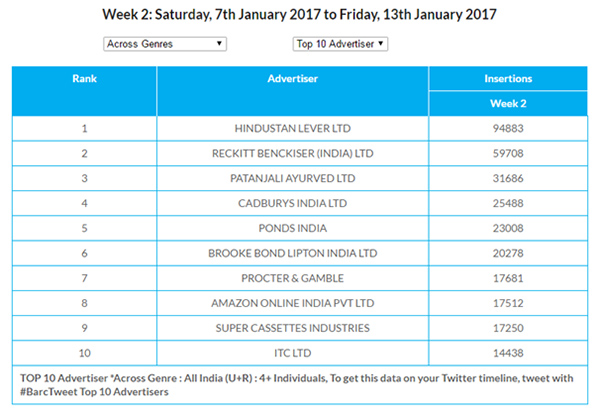 Week 2: Saturday, 7th January 2017 to Friday, 13th January 2017
Across Genres Top 10 Advertiser
Rank Advertiser Insertions
Week 2
1 HINDUSTAN LEVER LTD 94883
2 RECKITT BENCKISER (INDIA) LTD 59708
3 PATANJALI AYURVED LTD 31686
4 CADBURYS INDIA LTD 25488
5 PONDS INDIA 23008
6 BROOKE BOND LIPTON INDIA LTD 20278
7 PROCTER & GAMBLE 17681
8 AMAZON ONLINE INDIA PVT LTD 17512
9 SUPER CASSETTES INDUSTRIES 17250
10 ITC LTD 14438
TOP 10 Advertiser *Across Genre : All India (U+R) : 4+ Individuals, To get this data on your Twitter timeline, tweet with
#BarcTweet Top 10 Advertisers